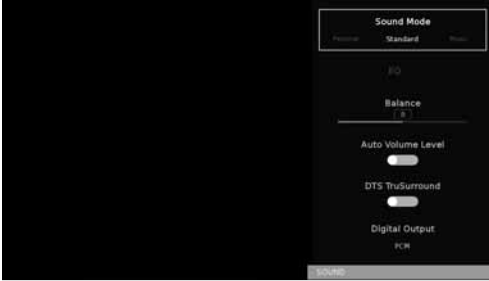 Sound Mode
Personal Standard Music
EQ
Balance
0
Auto Volume Level
DTS TruSurround
Digital Output
PCM
SOUND